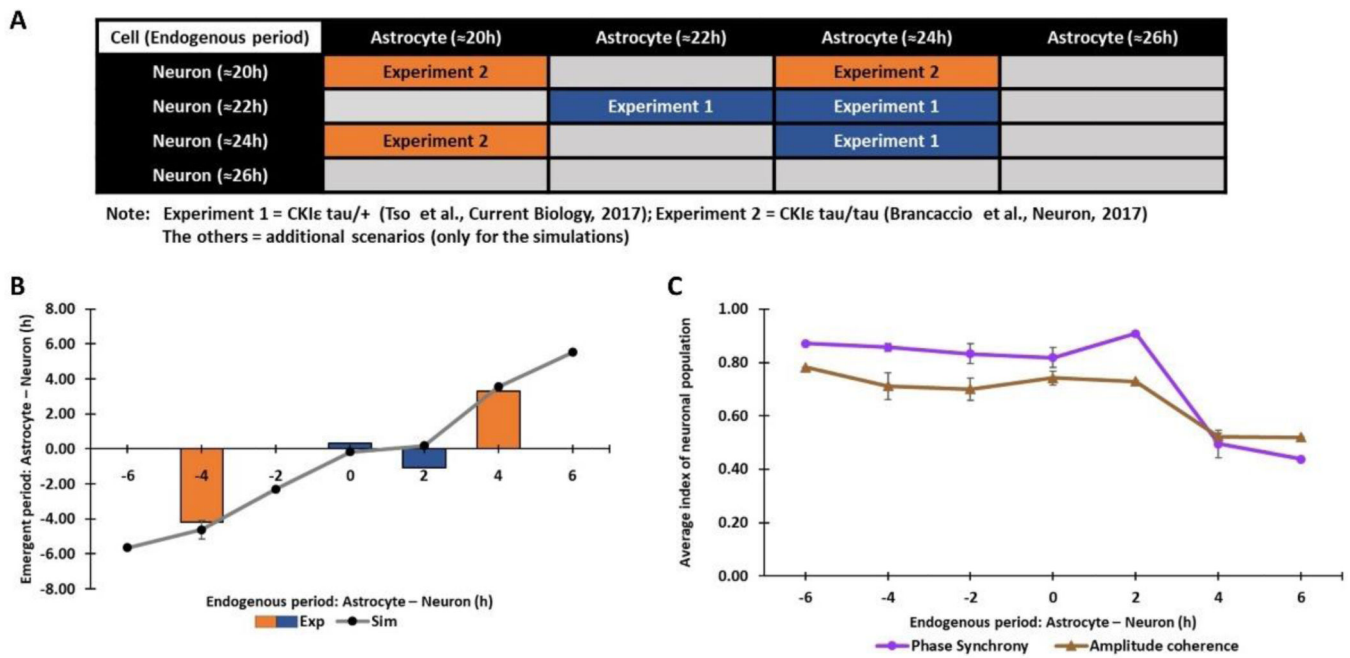 A
Cell (Endogenous period) Astrocyte (≈20h) Astrocyte (≈22h) Astrocyte (≈24h) Astrocyte (≈26h)
Neuron (≈20h) Experiment 2 Experiment 2
Neuron (≈22h) Experiment 1 Experiment 1
Neuron (≈24h) Experiment 2 Experiment 1
Neuron (≈26h)
Note: Experiment 1 = CKIε tau/+ (Tso et al., Current Biology, 2017); Experiment 2 = CKIε tau/tau (Brancaccio et al., Neuron, 2017)
The others = additional scenarios (only for the simulations)
B
Emergent period: Astrocyte – Neuron (h)
8.00
6.00
4.00
2.00
0.00
-2.00
-4.00
-6.00
-8.00
-6 -4 -2 0 2 4 6
Endogenous period: Astrocyte – Neuron (h)
Exp Sim
C
Average index of neuronal population
1.00
0.80
0.60
0.40
0.20
0.00
-6 -4 -2 0 2 4 6
Endogenous period: Astrocyte – Neuron (h)
Phase Synchrony Amplitude coherence